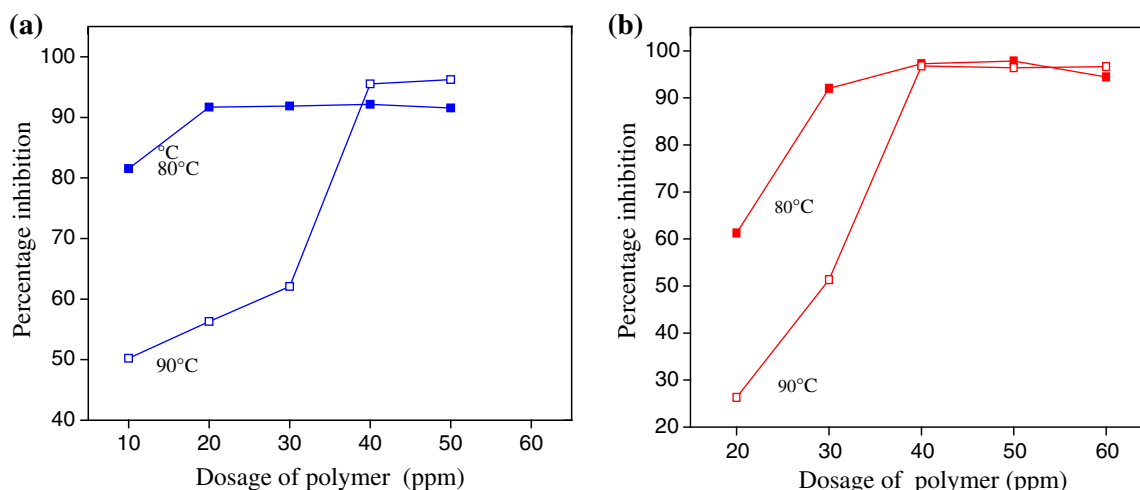 (a)
100
90
80
70
60
50
40
10 20 30 40 50 60
Percentage inhibition
Dosage of polymer (ppm)
°C
80°C
90°C
(b)
100
90
80
70
60
50
40
30
20
20 30 40 50 60
Percentage inhibition
Dosage of polymer (ppm)
80°C
90°C